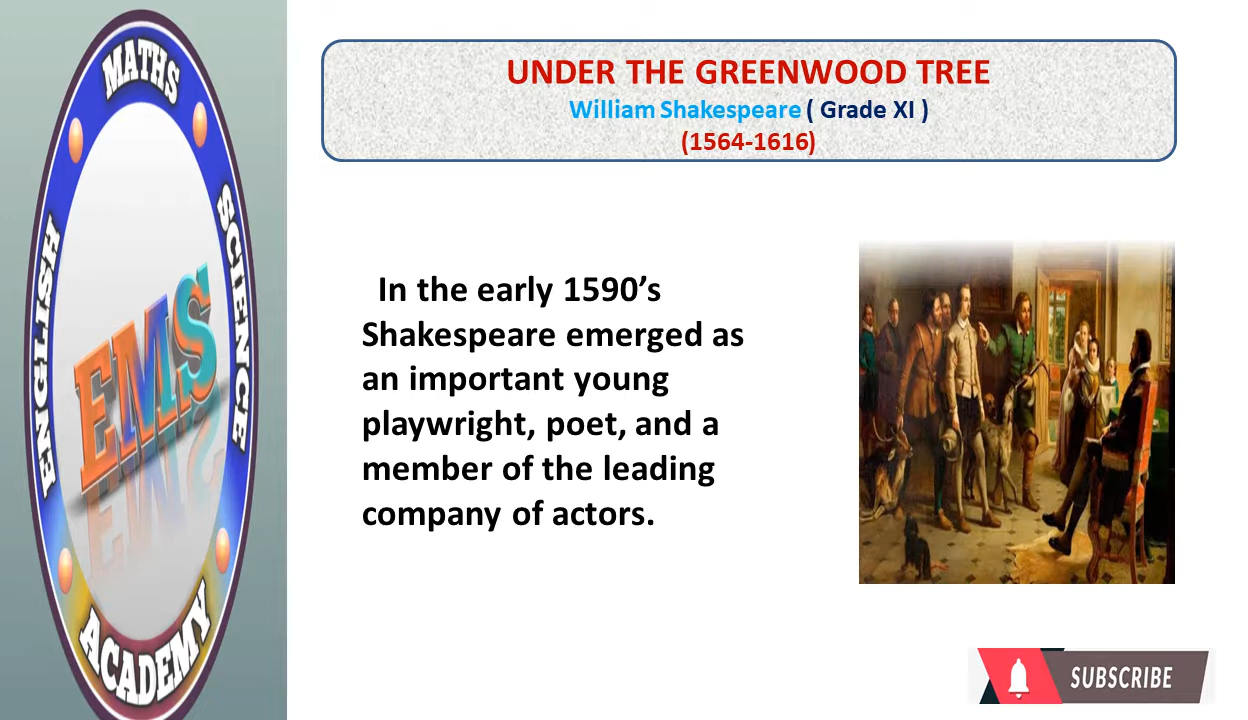 MATHS
ENGLISH
SCIENCE
EMS
ACADEMY
UNDER THE GREENWOOD TREE
William Shakespeare ( Grade XI )
(1564-1616)
In the early 1590’s
Shakespeare emerged as
an important young
playwright, poet, and a
member of the leading
company of actors.
SUBSCRIBE